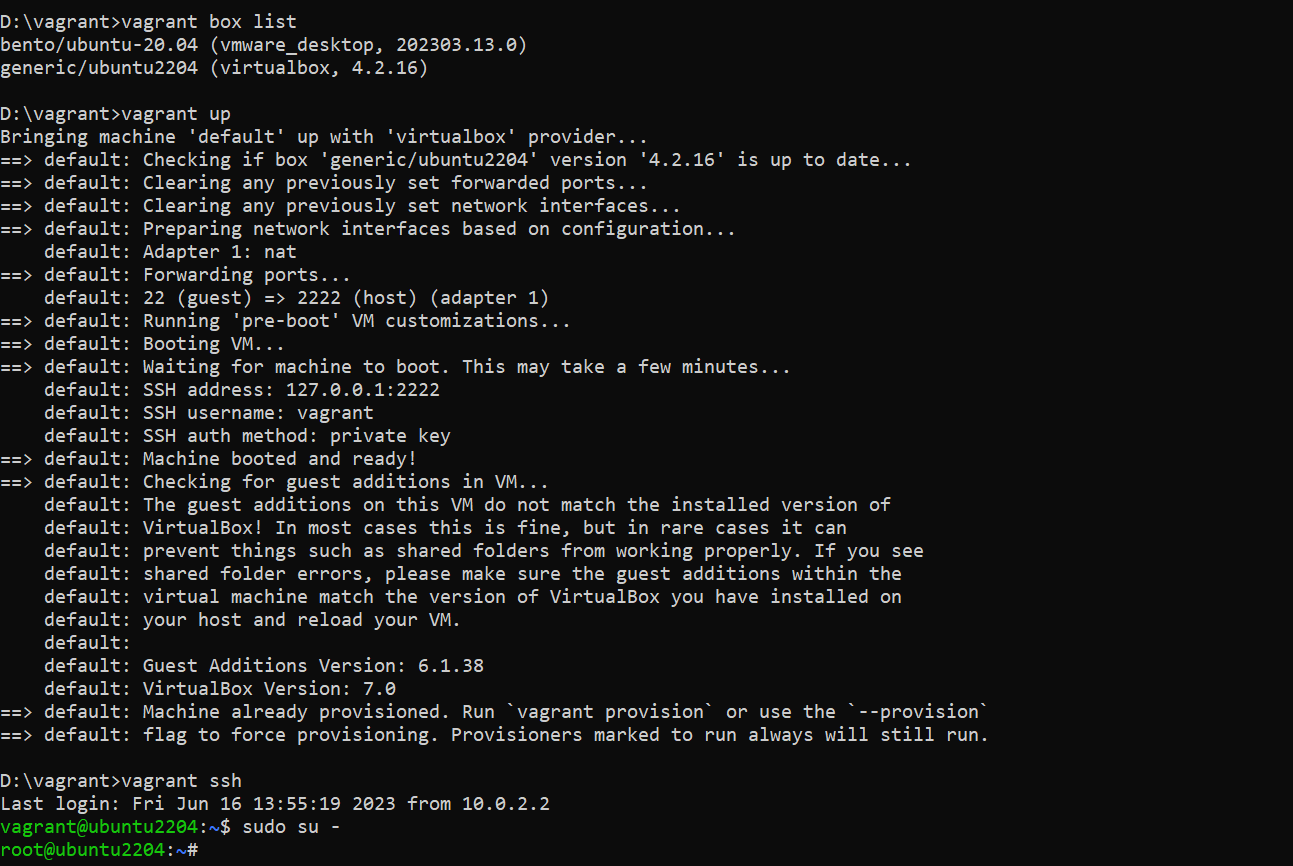 D:\vagrant>vagrant box list
bento/ubuntu-20.04 (vmware_desktop, 202303.13.0)
generic/ubuntu2204 (virtualbox, 4.2.16)

D:\vagrant>vagrant up
Bringing machine 'default' up with 'virtualbox' provider...
==> default: Checking if box 'generic/ubuntu2204' version '4.2.16' is up to date...
==> default: Clearing any previously set forwarded ports...
==> default: Clearing any previously set network interfaces...
==> default: Preparing network interfaces based on configuration...
    default: Adapter 1: nat
==> default: Forwarding ports...
    default: 22 (guest) => 2222 (host) (adapter 1)
==> default: Running 'pre-boot' VM customizations...
==> default: Booting VM...
==> default: Waiting for machine to boot. This may take a few minutes...
    default: SSH address: 127.0.0.1:2222
    default: SSH username: vagrant
    default: SSH auth method: private key
==> default: Machine booted and ready!
==> default: Checking for guest additions in VM...
    default: The guest additions on this VM do not match the installed version of
    default: VirtualBox! In most cases this is fine, but in rare cases it can
    default: prevent things such as shared folders from working properly. If you see
    default: shared folder errors, please make sure the guest additions within the
    default: virtual machine match the version of VirtualBox you have installed on
    default: your host and reload your VM.
    default:
    default: Guest Additions Version: 6.1.38
    default: VirtualBox Version: 7.0
==> default: Machine already provisioned. Run `vagrant provision` or use the `--provision`
==> default: flag to force provisioning. Provisioners marked to run always will still run.

D:\vagrant>vagrant ssh
Last login: Fri Jun 16 13:55:19 2023 from 10.0.2.2
vagrant@ubuntu2204:~$ sudo su -
root@ubuntu2204:~#